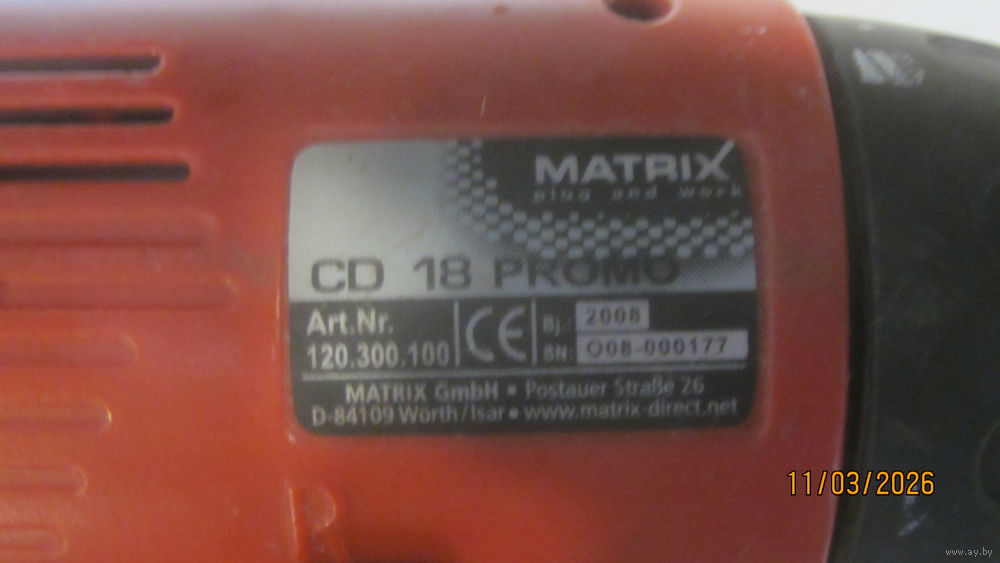 MATRIX
plug and work
CD 18 PROMO
Art.Nr.
120.300.100
CE
Bj.: 2008
SN: O08-000177
MATRIX GmbH • Postauer Straße 26
D-84109 Wörth/Isar • www.matrix-direct.net
11/03/2026
www.ay.by